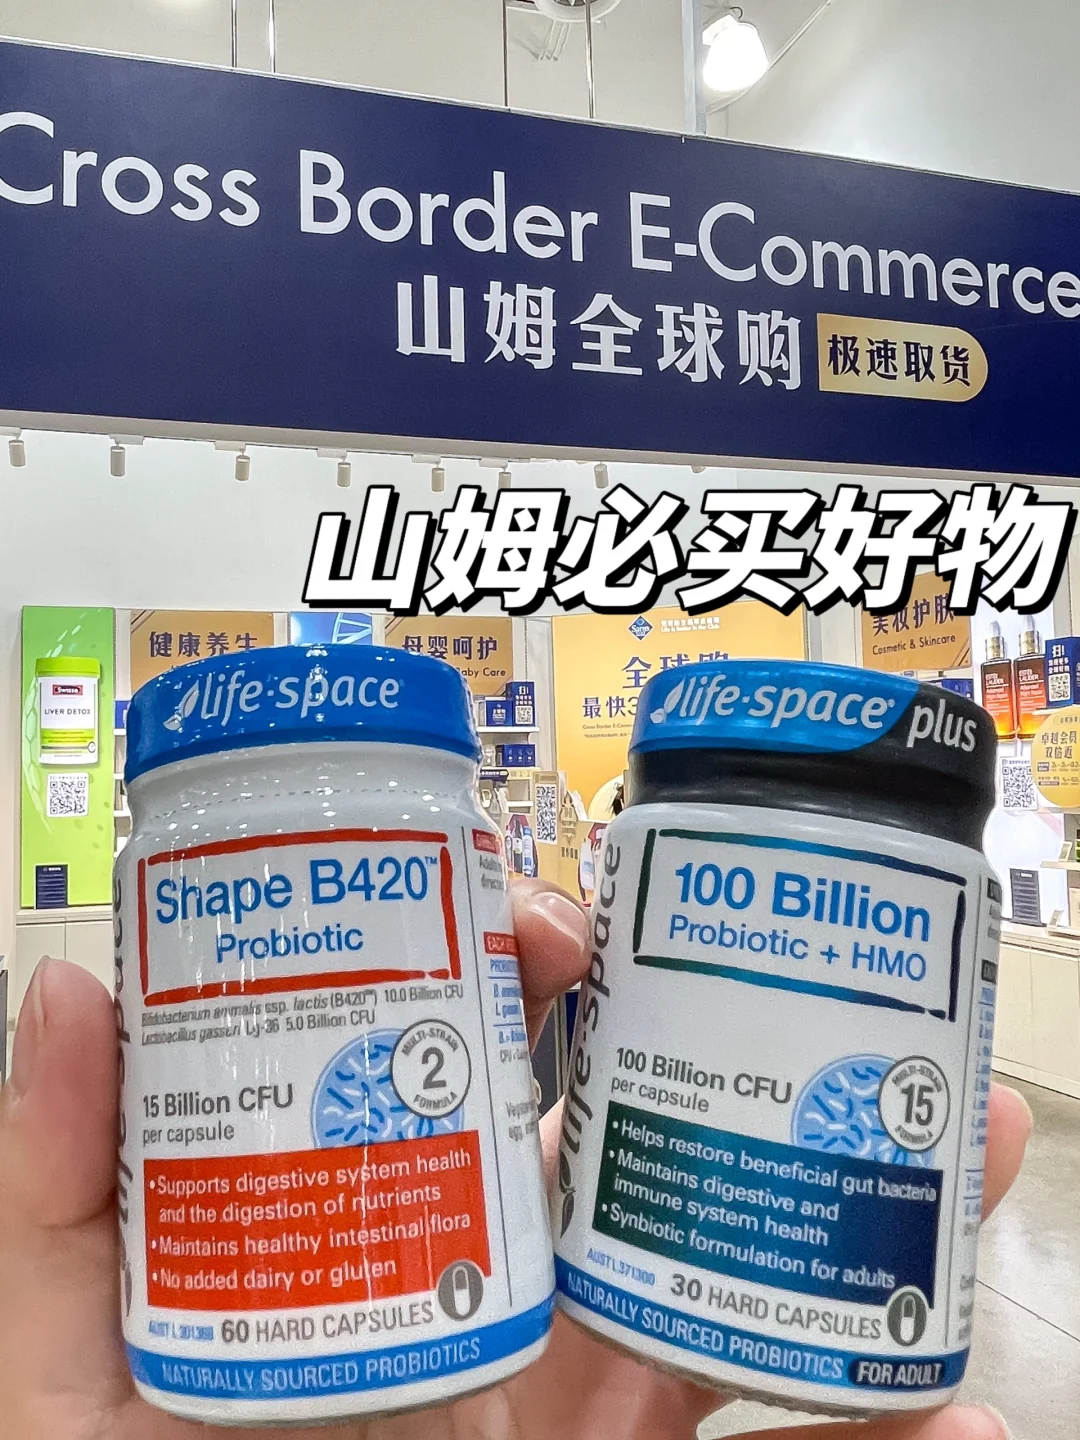 Cross Border E-Commerce
山姆全球购 极速取货
山姆必买好物
健康养生
母婴呵护
Baby Care
全球购
美妆护肤
Cosmetic & Skincare
Swisse
LIVER DETOX
life-space
Shape B420™
Probiotic
Bifidobacterium animalis ssp. lactis (B420™) 10.0 Billion CFU
Lactobacillus gasseri Lg-36 5.0 Billion CFU
MULTI-STRAIN
2
FORMULA
15 Billion CFU
per capsule
•Supports digestive system health
and the digestion of nutrients
•Maintains healthy intestinal flora
•No added dairy or gluten
60 HARD CAPSULES
NATURALLY SOURCED PROBIOTICS
life-space plus
life-space
100 Billion
Probiotic + HMO
100 Billion CFU
per capsule
MULTI-STRAIN
15
FORMULA
•Helps restore beneficial gut bacteria
•Maintains digestive and
immune system health
•Synbiotic formulation for adults
AUST L 371300
30 HARD CAPSULES
NATURALLY SOURCED PROBIOTICS FOR ADULT